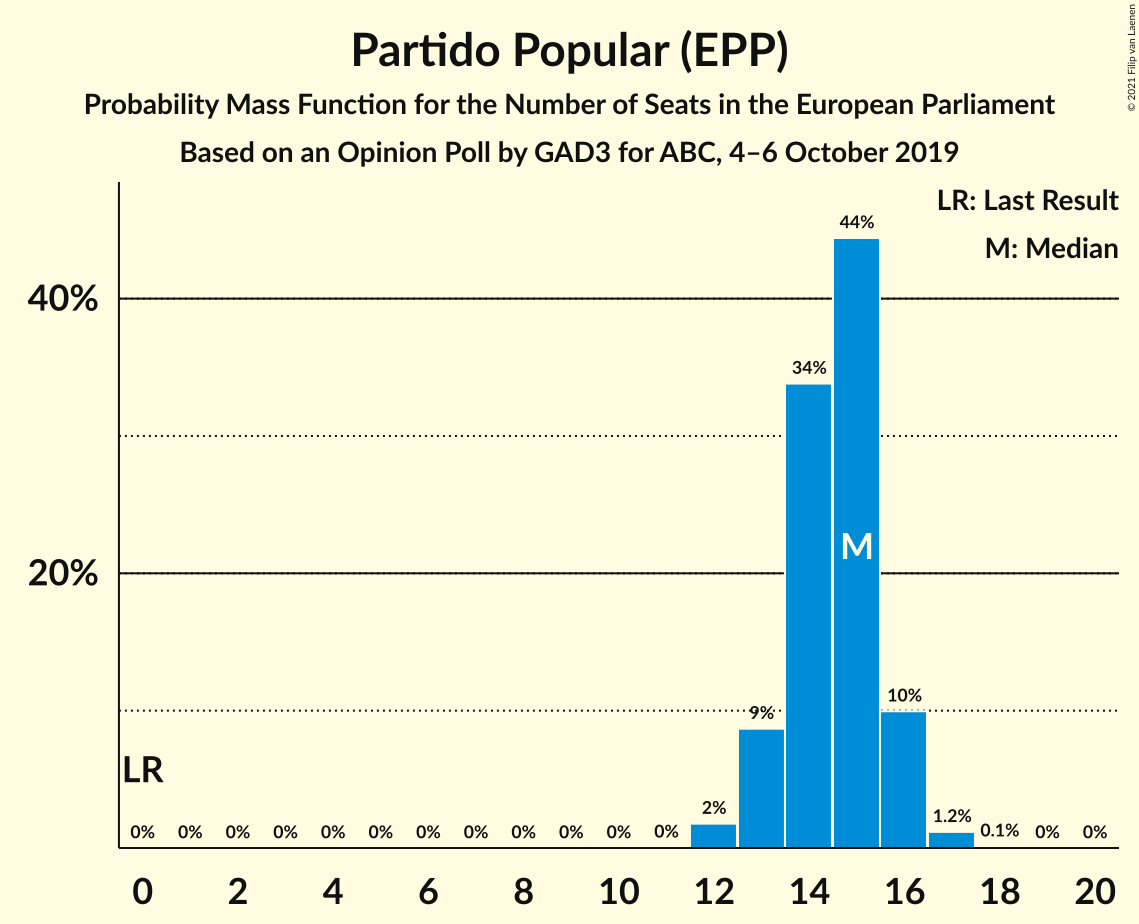 Partido Popular (EPP)
Probability Mass Function for the Number of Seats in the European Parliament
Based on an Opinion Poll by GAD3 for ABC, 4–6 October 2019
© 2021 Filip van Laenen
LR: Last Result
M: Median
44%
40%
34%
M
20%
10%
9%
LR
2%
1.2%
0.1%
0% 0% 0% 0% 0% 0% 0% 0% 0% 0% 0% 0% 0% 0%
0 2 4 6 8 10 12 14 16 18 20